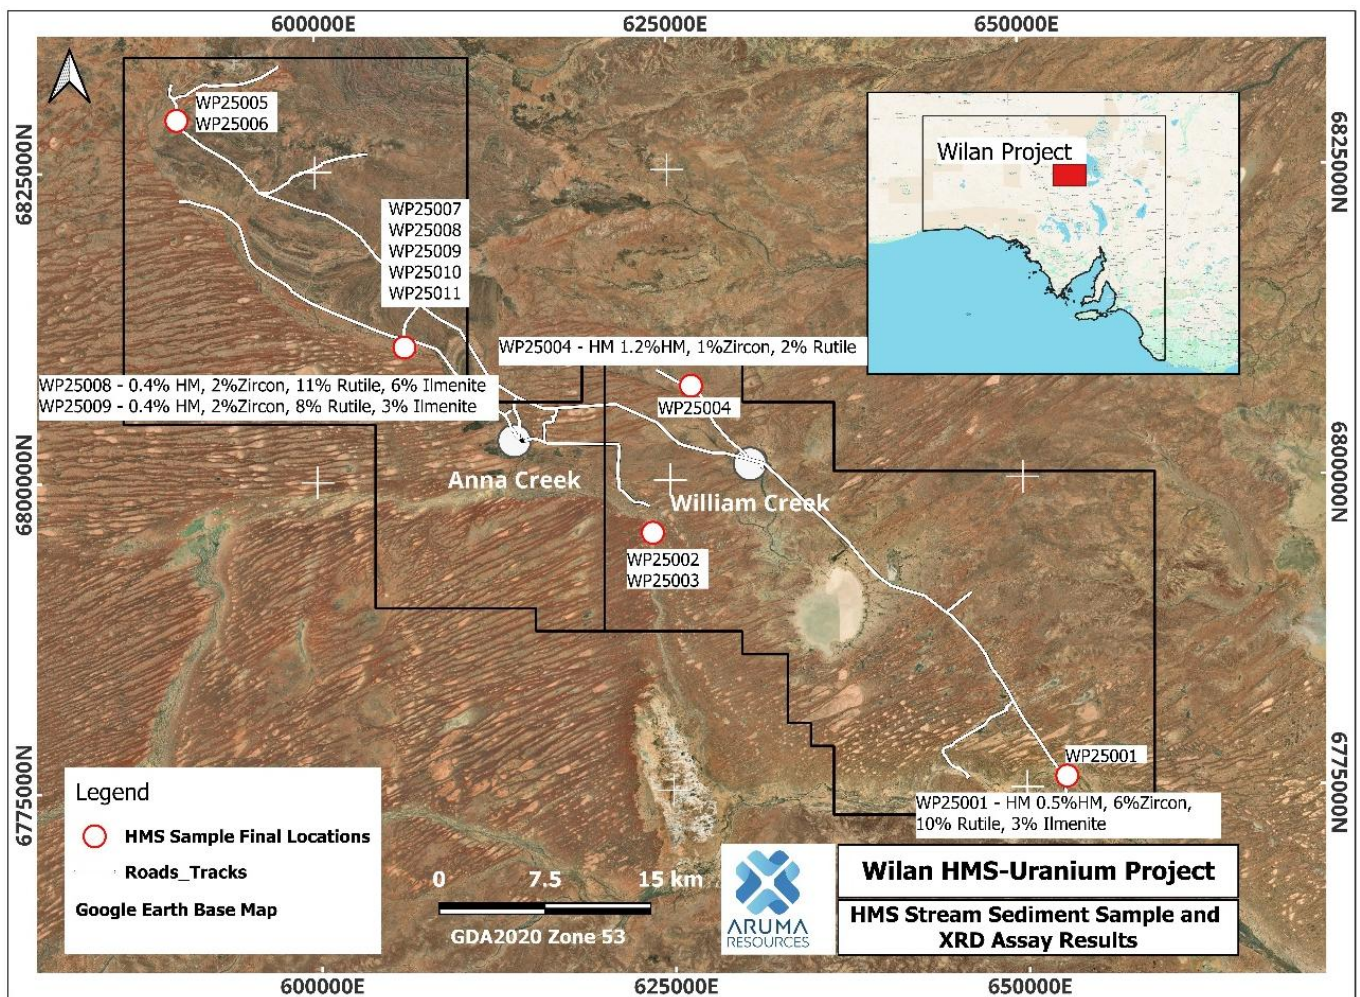 600000E
625000E
650000E
6825000N
6825000N
WP25005
WP25006
Wilan Project
WP25007
WP25008
WP25009
WP25010
WP25011
WP25004 - HM 1.2%HM, 1%Zircon, 2% Rutile
WP25008 - 0.4% HM, 2%Zircon, 11% Rutile, 6% Ilmenite
WP25009 - 0.4% HM, 2%Zircon, 8% Rutile, 3% Ilmenite
WP25004
Anna Creek
William Creek
6800000N
6800000N
WP25002
WP25003
WP25001
WP25001 - HM 0.5%HM, 6%Zircon,
10% Rutile, 3% Ilmenite
6775000N
6775000N
Legend
HMS Sample Final Locations
Roads_Tracks
Google Earth Base Map
0 7.5 15 km
GDA2020 Zone 53
ARUMA
RESOURCES
Wilan HMS-Uranium Project
HMS Stream Sediment Sample and
XRD Assay Results
600000E
625000E
650000E